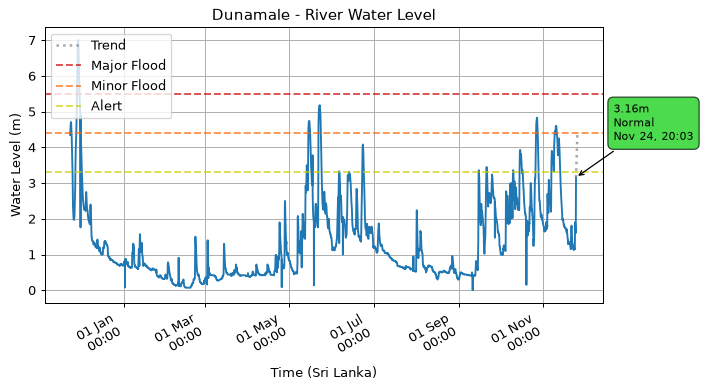 Dunamale - River Water Level
Trend
Major Flood
Minor Flood
Alert
3.16m
Normal
Nov 24, 20:03
Water Level (m)
7
6
5
4
3
2
1
0
01 Jan
00:00
01 Mar
00:00
01 May
00:00
01 Jul
00:00
01 Sep
00:00
01 Nov
00:00
Time (Sri Lanka)